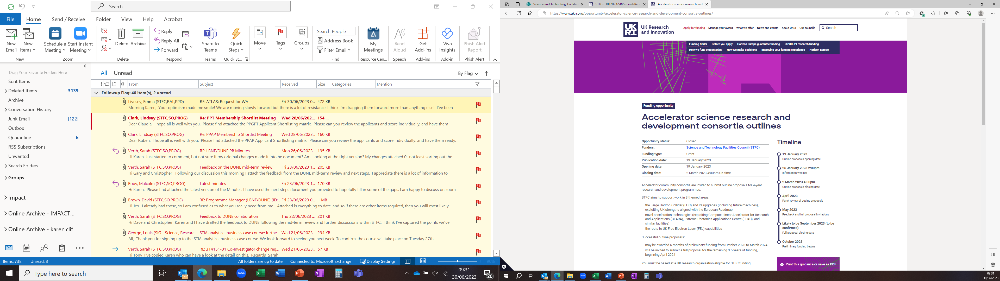 Search
File Home Send / Receive Folder View Help Acrobat
New Email
New Items
Schedule a Meeting
Start Instant Meeting
Delete
Archive
Reply
Reply All
Forward
Share to Teams
Quick Steps
Move
Tags
Groups
Search People
Address Book
Filter Email
My Meetings
Read Aloud
Get Add-ins
Viva Insights
Phish Alert Report
New Zoom Delete Respond Teams Quick St... Find Resource Cen... Speech Add-ins Add-in Phish Alert
Drag Your Favorite Folders Here
Sent Items
Deleted Items 3139
Archive
Conversation History
Junk Email [122]
Outbox
Quarantine 6
RSS Subscriptions
Unwanted
Search Folders
Groups
Impact
Online Archive - IMPACT...
Online Archive - karen.clif...
All Unread By Flag
From Subject Received Size Categories Mention
Followup Flag: 40 item(s), 2 unread
Livesey, Emma (STFC,RAL,PPD) RE: ATLAS: Request for WA Fri 30/06/2023 0... 472 KB
Morning Karen, Your optimism made me smile! We are moving slowly forward but there is a lot of resistance. I think I'm dragging them forward more than anything else! I've been
Clark, Lindsay (STFC,SO,PROG) Re: PPT Membership Shortlist Meeting Wed 28/06/202... 154 ...
Dear Claudia, I hope all is well with you. Please find attached the PPGPT Applicant Shortlisting matrix. Please can you review the applicants and score individually, and have them
Clark, Lindsay (STFC,SO,PROG) Re: PPAP Membership Shortlist Meeting Wed 28/06/2023... 160 KB
Dear Ruben, I hope all is well with you. Please find attached the PPAP Applicant Shortlisting matrix. Please can you review the applicants and score individually, and have them ready,
Verth, Sarah (STFC,SO,PROG) RE: LBNF/DUNE PB Minutes Mon 26/06/2023... 195 KB
Hi Karen Just started to comment, but not sure if my original changes made it into he document? Am I looking at the right version? My changes attached 0- not least sorting out the
Verth, Sarah (STFC,SO,PROG) Feedback on the DUNE mid-term review Fri 23/06/2023 1... 205 KB
Hi Gary and Christopher Following our discussion this morning I attach the feedback from the DUNE mid-term review and next steps. I appreciate there is a lot of information to
Booy, Malcolm (STFC,SO,PROG) Latest minutes Fri 23/06/2023 1... 170 KB
Hi Karen, Please find attached the latest version of the Minutes. I have used the next steps document you provided to hopefully fill in some of the gaps. I am happy to discuss on zoom
Brown, David (STFC,SO,PROG) RE: Programme Manager (LBNF/DUNE) (ID:... Fri 23/06/2023 0... 1 MB
Hi Jes I already had those, so I am confused as to what you really need from me. Attached is everything to date, and so if there are other items required, then you will most likely
Verth, Sarah (STFC,SO,PROG) Feedback to DUNE collaboration Thu 22/06/2023 ... 201 KB
Hi Dave and Christopher Karen and I have drafted the feedback to DUNE following the mid-term review and further discussions within STFC. I think I've captured the points we've
George, Louis (SIG - Science, Researc... STIA analytical business case course: furthe... Wed 21/06/2023... 294 KB
All, Thank you for signing up to the STIA analytical business case course. We look forward to seeing you next week. To confirm, the course will take place on Tuesday 27th
Verth, Sarah (STFC,SO,PROG) RE: 314151-01 Co-Investigator change req... Wed 21/06/2023... 57 KB
Hi Tony I've copied Karen who can have a look at the detail on this. Regards Sarah
Items: 738 Unread: 8 All folders are up to date. Connected to: Microsoft Exchange Display Settings 90%
Type here to search
09:31
30/06/2023
20
Science and Technology Facilities STFC-03012023-SRPP-Final-Repo Accelerator science research and
https://www.ukri.org/opportunity/accelerator-science-research-and-development-consortia-outlines/
UKRI UK Research and Innovation
Apply for funding Manage your award What we offer News and events About UKRI Our councils Search
Funding finder Before you apply Horizon Europe guarantee funding COVID-19 research funding
How we fund studentships How we make decisions Improving your funding experience Horizon Europe
Funding opportunity
Accelerator science research and
development consortia outlines
Opportunity status: Closed
Funders: Science and Technology Facilities Council (STFC)
Funding type: Grant
Publication date: 19 January 2023
Opening date: 19 January 2023
Closing date: 2 March 2023 4:00pm UK time
Accelerator community consortia are invited to submit outline proposals for 4-year
research and development programmes.
STFC aims to support work in 3 themed areas:
the Large Hadron Collider (LHC) and its upgrades (including future machines),
exploiting UK strengths aligned with the European Roadmap
novel acceleration technologies (exploiting Compact Linear Accelerator for Research
and Applications (CLARA), Extreme Photonics Applications Centre (EPAC), and
similar facilities)
the route to UK Free Electron Laser (FEL) capabilities
Successful outline proposals:
may be awarded 6 months of preliminary funding from October 2023 to March 2024
will be invited to submit a full proposal for the remaining 3.5 years of funding,
beginning April 2024
You must be based at a UK research organisation eligible for STFC funding.
Timeline
19 January 2023
Outline proposals opening date
26 January 2023 2:00pm
Information webinar
2 March 2023 4:00pm
Outline proposals closing date
April 2023
Panel review of outline proposals
May 2023
Feedback and full proposal invitations
Likely to be September 2023 (to be
confirmed)
Full proposal closing date
October 2023
Preliminary funding begins
Print this guidance or save as PDF
09:31
30/06/2023